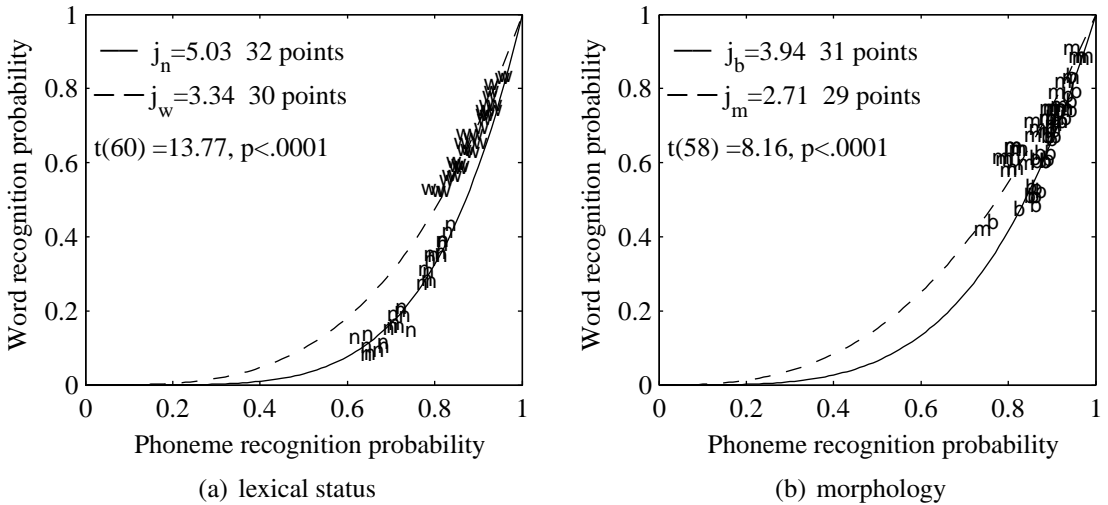 j_n=5.03 32 points
j_w=3.34 30 points
t(60) =13.77, p<.0001
Word recognition probability
1
0.8
0.6
0.4
0.2
0
0 0.2 0.4 0.6 0.8 1
Phoneme recognition probability
(a) lexical status
j_b=3.94 31 points
j_m=2.71 29 points
t(58) =8.16, p<.0001
Word recognition probability
1
0.8
0.6
0.4
0.2
0
0 0.2 0.4 0.6 0.8 1
Phoneme recognition probability
(b) morphology